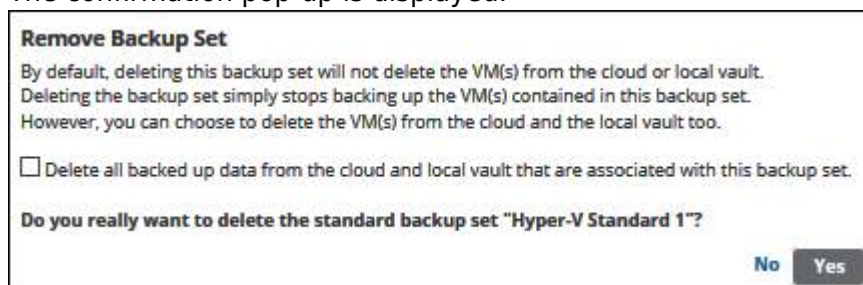 The confirmation pop-up is displayed.
Remove Backup Set
By default, deleting this backup set will not delete the VM(s) from the cloud or local vault.
Deleting the backup set simply stops backing up the VM(s) contained in this backup set.
However, you can choose to delete the VM(s) from the cloud and the local vault too.
Delete all backed up data from the cloud and local vault that are associated with this backup set.
Do you really want to delete the standard backup set "Hyper-V Standard 1"?
No Yes